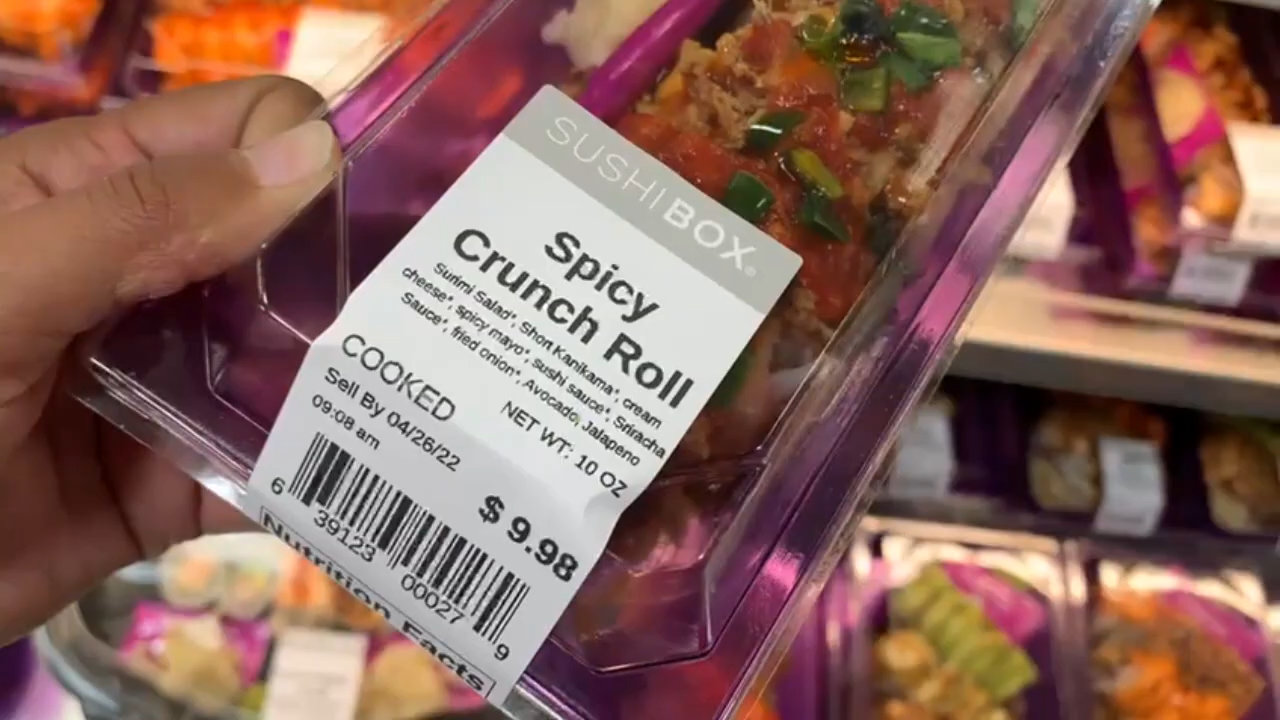 SUSHIBOX®
Spicy
Crunch Roll
Surimi Salad*, Short Kanikama*, cream
cheese*, spicy mayo*, sushi sauce*, Sriracha
Sauce*, fried onion*, Avocado, Jalapeno
COOKED
NET WT: 10 OZ
Sell By 04/26/22
09:08 am
$ 9.98
6 39123 00027 9
Nutrition Facts